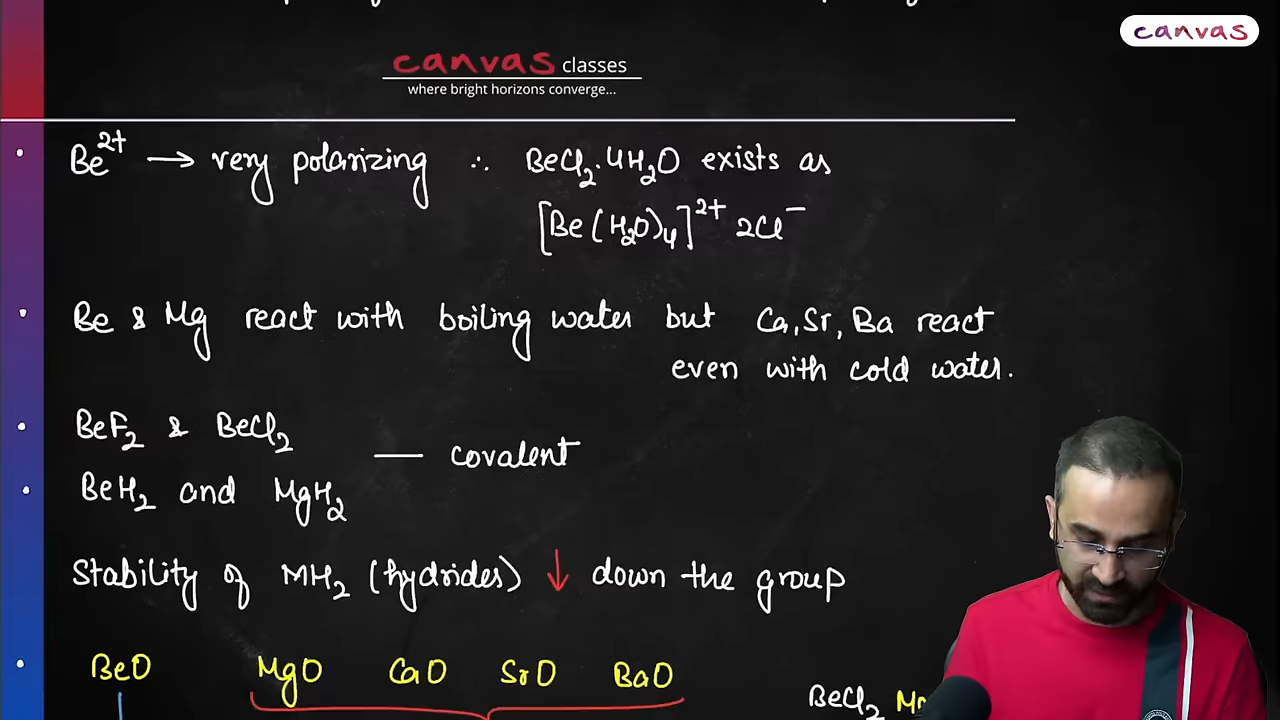 canvas
canvas classes
where bright horizons converge...
Be²⁺ → very polarizing ∴ BeCl₂.4H₂O exists as
[Be(H₂O)₄]²⁺ 2Cl⁻
Be & Mg react with boiling water but Ca, Sr, Ba react
even with cold water.
BeF₂ & BeCl₂
— covalent
BeH₂ and MgH₂
Stability of MH₂ (hydrides) ↓ down the group
BeO MgO CaO SrO BaO
BeCl₂